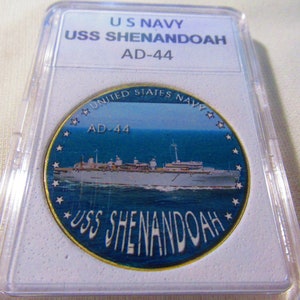 U S NAVY
USS SHENANDOAH
AD-44
UNITED STATES NAVY
AD-44
USS SHENANDOAH